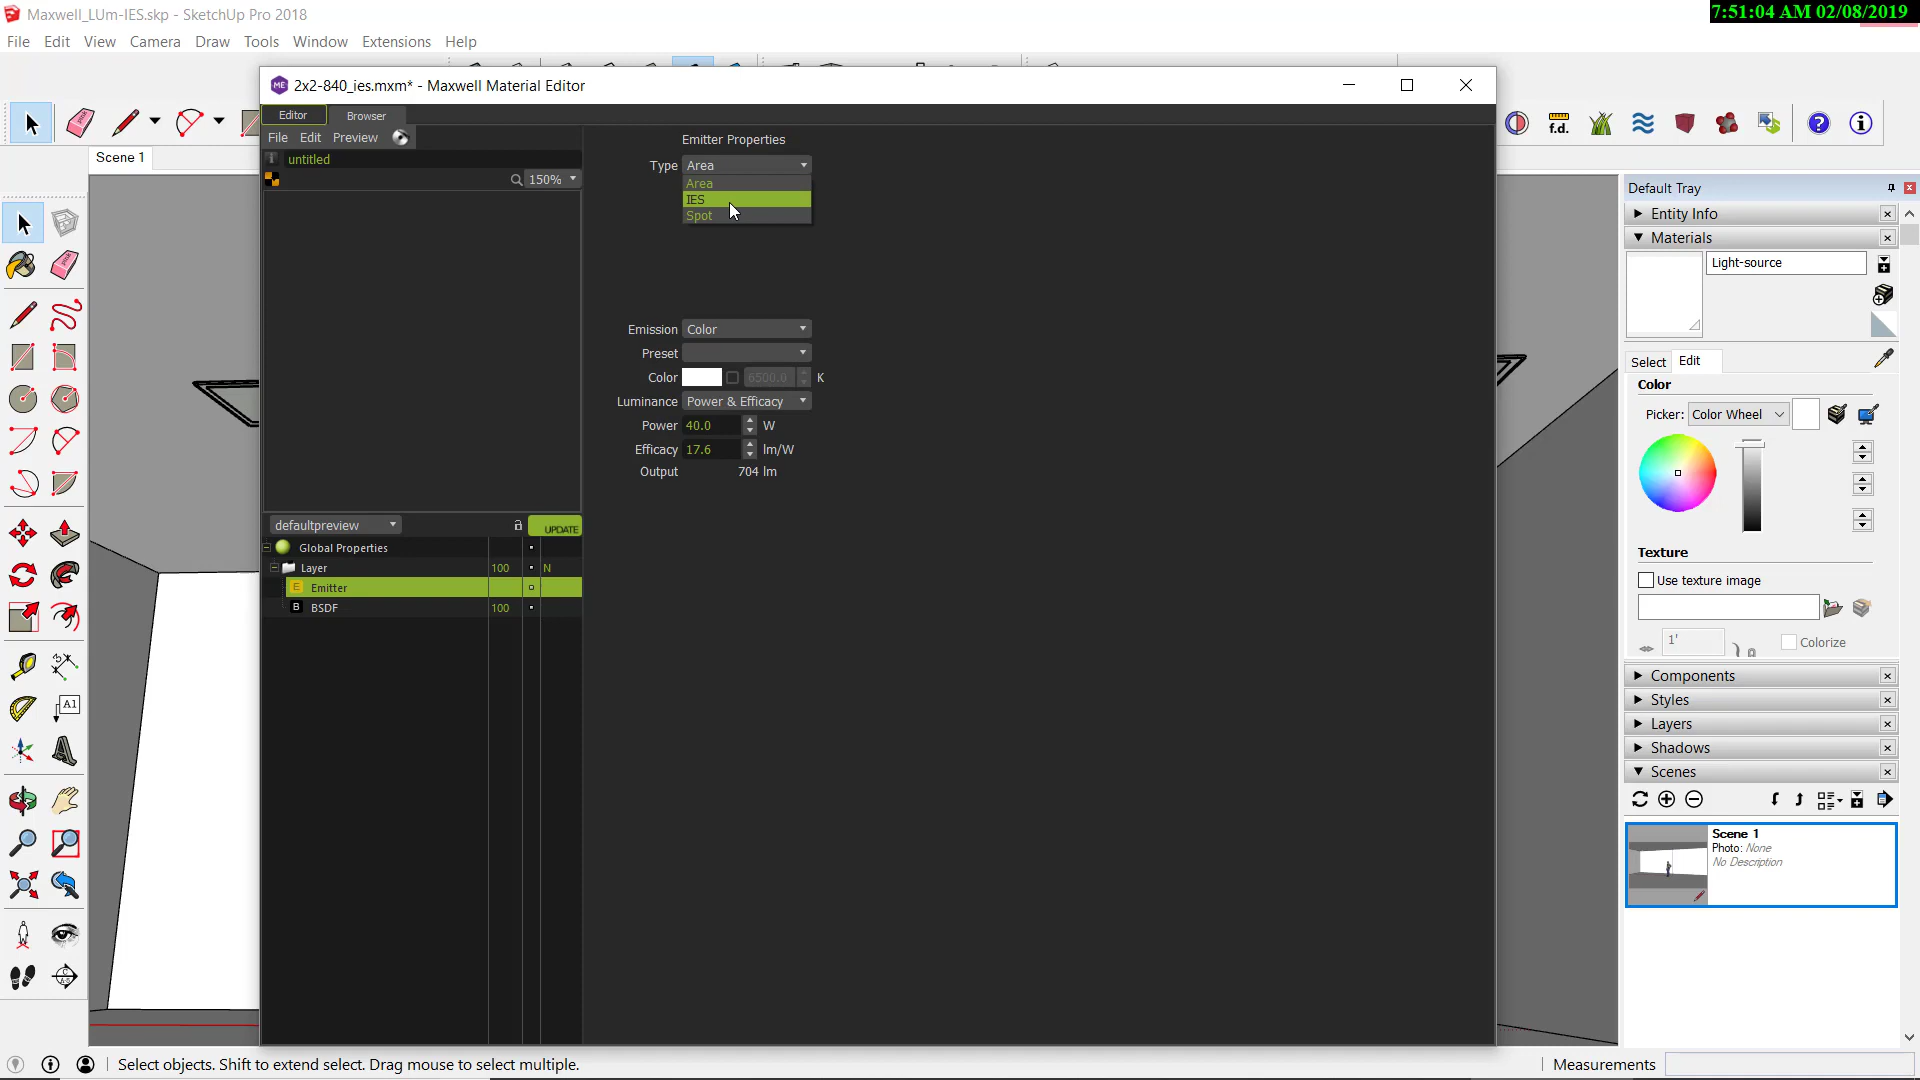 Maxwell_LUm-IES.skp - SketchUp Pro 2018
7:51:04 AM 02/08/2019
File Edit View Camera Draw Tools Window Extensions Help
2x2-840_ies.mxm* - Maxwell Material Editor
Editor Browser
File Edit Preview
untitled
150%
Emitter Properties
Type Area
Area
IES
Spot
Emission Color
Preset
Color 6500.0 K
Luminance Power & Efficacy
Power 40.0 W
Efficacy 17.6 lm/W
Output 704 lm
defaultpreview UPDATE
Global Properties
Layer 100 N
E Emitter
B BSDF 100
f.d.
Scene 1
A1
Default Tray
Entity Info
Materials
Light-source
Select Edit
Color
Picker: Color Wheel
Texture
Use texture image
1'
Colorize
Components
Styles
Layers
Shadows
Scenes
Scene 1
Photo: None
No Description
Select objects. Shift to extend select. Drag mouse to select multiple.
Measurements